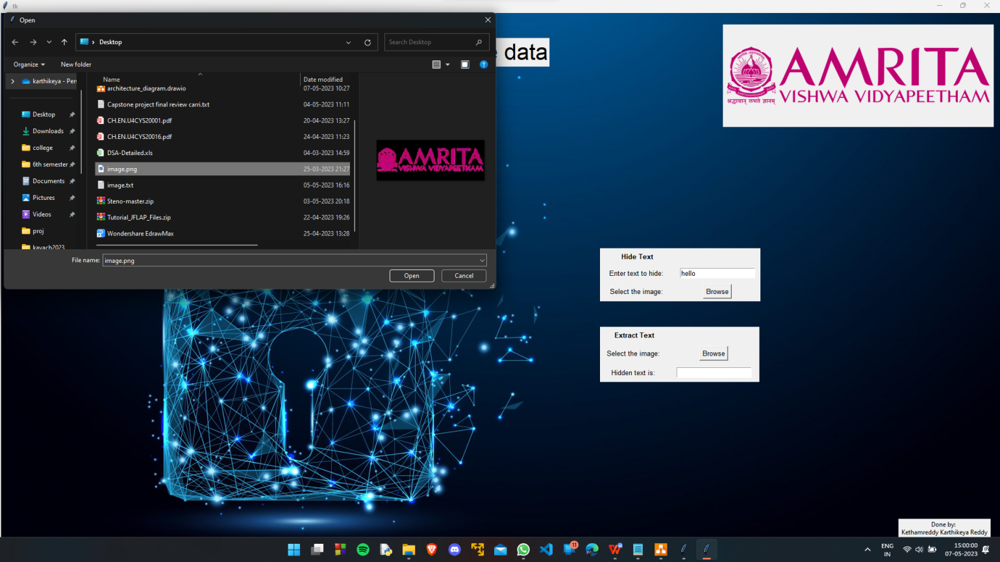 tk
Open
Desktop
Search Desktop
Organize
New folder
karthikeya - Pers
Desktop
Downloads
college
6th semester
Documents
Pictures
Videos
proj
kavach2023
Name
Date modified
architecture_diagram.drawio 07-05-2023 10:27
Capstone project final review carri.txt 04-05-2023 11:11
CH.EN.U4CYS20001.pdf 20-04-2023 13:27
CH.EN.U4CYS20016.pdf 24-04-2023 11:23
DSA-Detailed.xls 04-03-2023 14:59
image.png 25-03-2023 21:27
image.txt 05-05-2023 16:16
Steno-master.zip 03-05-2023 20:18
Tutorial_JFLAP_Files.zip 22-04-2023 19:26
Wondershare EdrawMax 25-04-2023 13:28
AMRITA
VISHWA VIDYAPEETHAM
File name: image.png
Open
Cancel
data
AMRITA
VISHWA VIDYAPEETHAM
श्रद्धावान् लभते ज्ञानम्
Hide Text
Enter text to hide: hello
Select the image: Browse
Extract Text
Select the image: Browse
Hidden text is:
Done by:
Kethamreddy Karthikeya Reddy
11
ENG
IN
15:00:00
07-05-2023